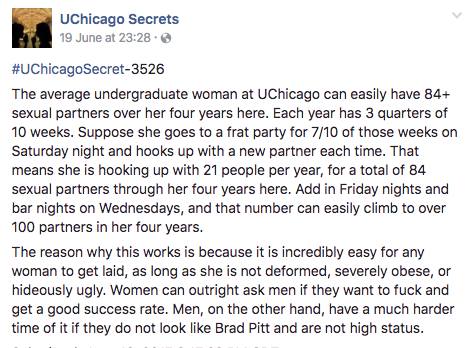 UChicago Secrets
19 June at 23:28 ·
#UChicagoSecret-3526
The average undergraduate woman at UChicago can easily have 84+
sexual partners over her four years here. Each year has 3 quarters of
10 weeks. Suppose she goes to a frat party for 7/10 of those weeks on
Saturday night and hooks up with a new partner each time. That
means she is hooking up with 21 people per year, for a total of 84
sexual partners through her four years here. Add in Friday nights and
bar nights on Wednesdays, and that number can easily climb to over
100 partners in her four years.
The reason why this works is because it is incredibly easy for any
woman to get laid, as long as she is not deformed, severely obese, or
hideously ugly. Women can outright ask men if they want to fuck and
get a good success rate. Men, on the other hand, have a much harder
time of it if they do not look like Brad Pitt and are not high status.